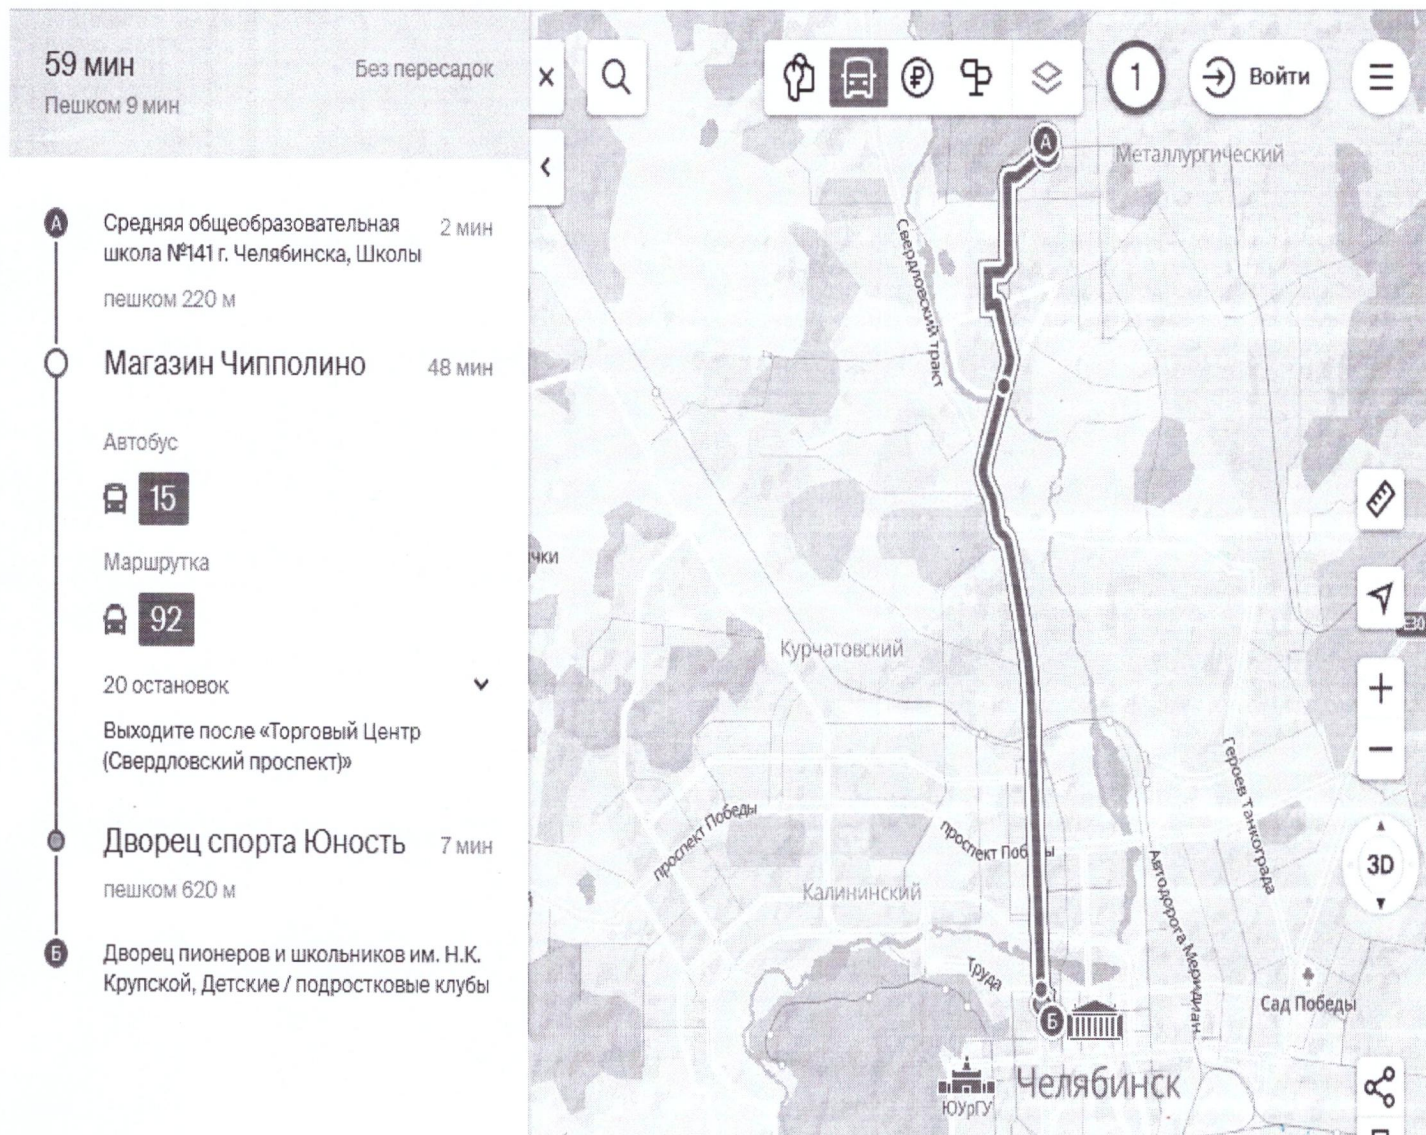 59 мин
Без пересадок
Пешком 9 мин
А
Средняя общеобразовательная
школа №141 г. Челябинска, Школы
2 мин
пешком 220 м
Магазин Чипполино
48 мин
Автобус
15
Маршрутка
92
20 остановок
Выходите после «Торговый Центр
(Свердловский проспект)»
Дворец спорта Юность
7 мин
пешком 620 м
Б
Дворец пионеров и школьников им. Н.К.
Крупской, Детские / подростковые клубы
1
Войти
А
Металлургический
Свердловский тракт
чки
Курчатовский
E30
Героев Танкограда
проспект Победы
проспект Победы
3D
Автодорога Меридиан
Калининский
й
Труда
Сад Победы
Б
Челябинск
ЮУрГУ